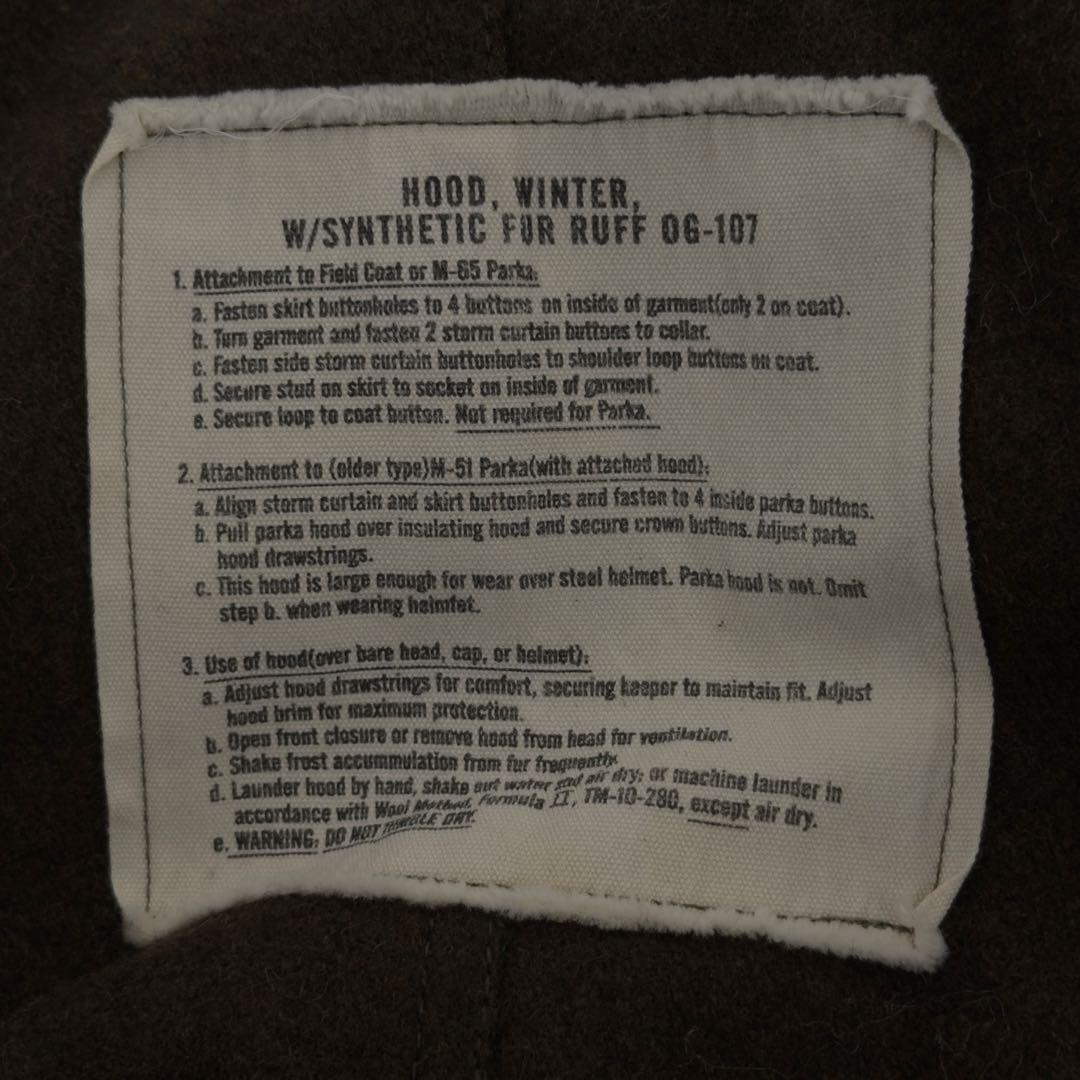 HOOD, WINTER,
W/SYNTHETIC FUR RUFF OG-107
1. Attachment to Field Coat or M-65 Parka:
a. Fasten skirt buttonholes to 4 buttons on inside of garment(only 2 on coat).
b. Turn garment and fasten 2 storm curtain buttons to collar.
c. Fasten side storm curtain buttonholes to shoulder loop buttons on coat.
d. Secure stud on skirt to socket on inside of garment.
e. Secure loop to coat button. Not required for Parka.
2. Attachment to (older type)M-51 Parka(with attached hood):
a. Align storm curtain and skirt buttonholes and fasten to 4 inside parka buttons.
b. Pull parka hood over insulating hood and secure crown buttons. Adjust parka
hood drawstrings.
c. This hood is large enough for wear over steel helmet. Parka hood is not. Omit
step b. when wearing helmfet.
3. Use of hood(over bare head, cap, or helmet):
a. Adjust hood drawstrings for comfort, securing keeper to maintain fit. Adjust
hood brim for maximum protection.
b. Open front closure or remove hood from head for ventilation.
c. Shake frost accummulation from fur frequently.
d. Launder hood by hand, shake out water and air dry; or machine launder in
accordance with Wool Method, Formula II, TM-10-280, except air dry.
e. WARNING: DO NOT TUMBLE DRY.